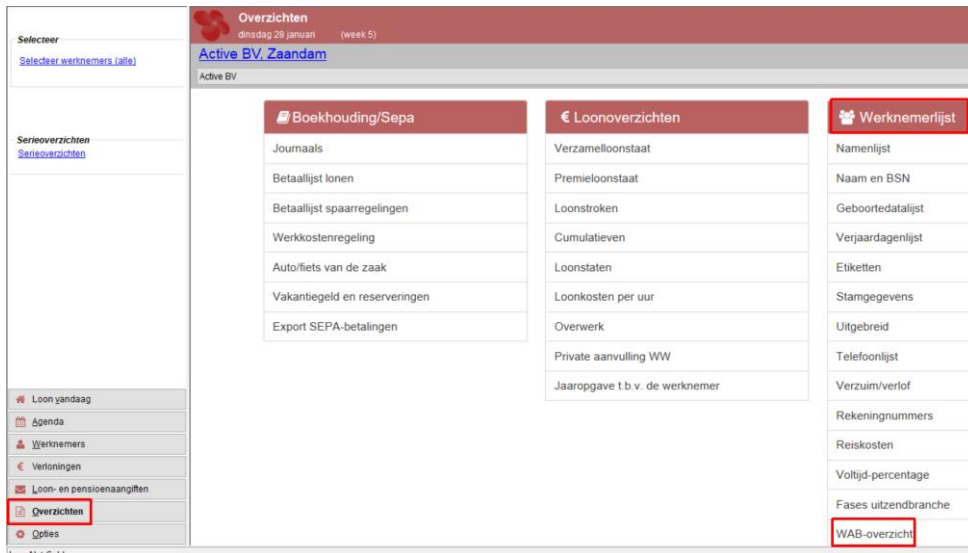 Selecteer
Selecteer werknemers (alle)
Serieoverzichten
Serieoverzichten
Loon vandaag
Agenda
Werknemers
€ Verloningen
Loon- en pensioenaangiften
Overzichten
Opties
Overzichten
dinsdag 28 januari (week 5)
Active BV, Zaandam
Active BV
Boekhouding/Sepa
Journaals
Betaallijst lonen
Betaallijst spaarregelingen
Werkkostenregeling
Auto/fiets van de zaak
Vakantiegeld en reserveringen
Export SEPA-betalingen
€ Loonoverzichten
Verzamelloonstaat
Premieloonstaat
Loonstroken
Cumulatieven
Loonstaten
Loonkosten per uur
Overwerk
Private aanvulling WW
Jaaropgave t.b.v. de werknemer
Werknemerlijst
Namenlijst
Naam en BSN
Geboortedatalijst
Verjaardagenlijst
Etiketten
Stamgegevens
Uitgebreid
Telefoonlijst
Verzuim/verlof
Rekeningnummers
Reiskosten
Voltijd-percentage
Fases uitzendbranche
WAB-overzicht